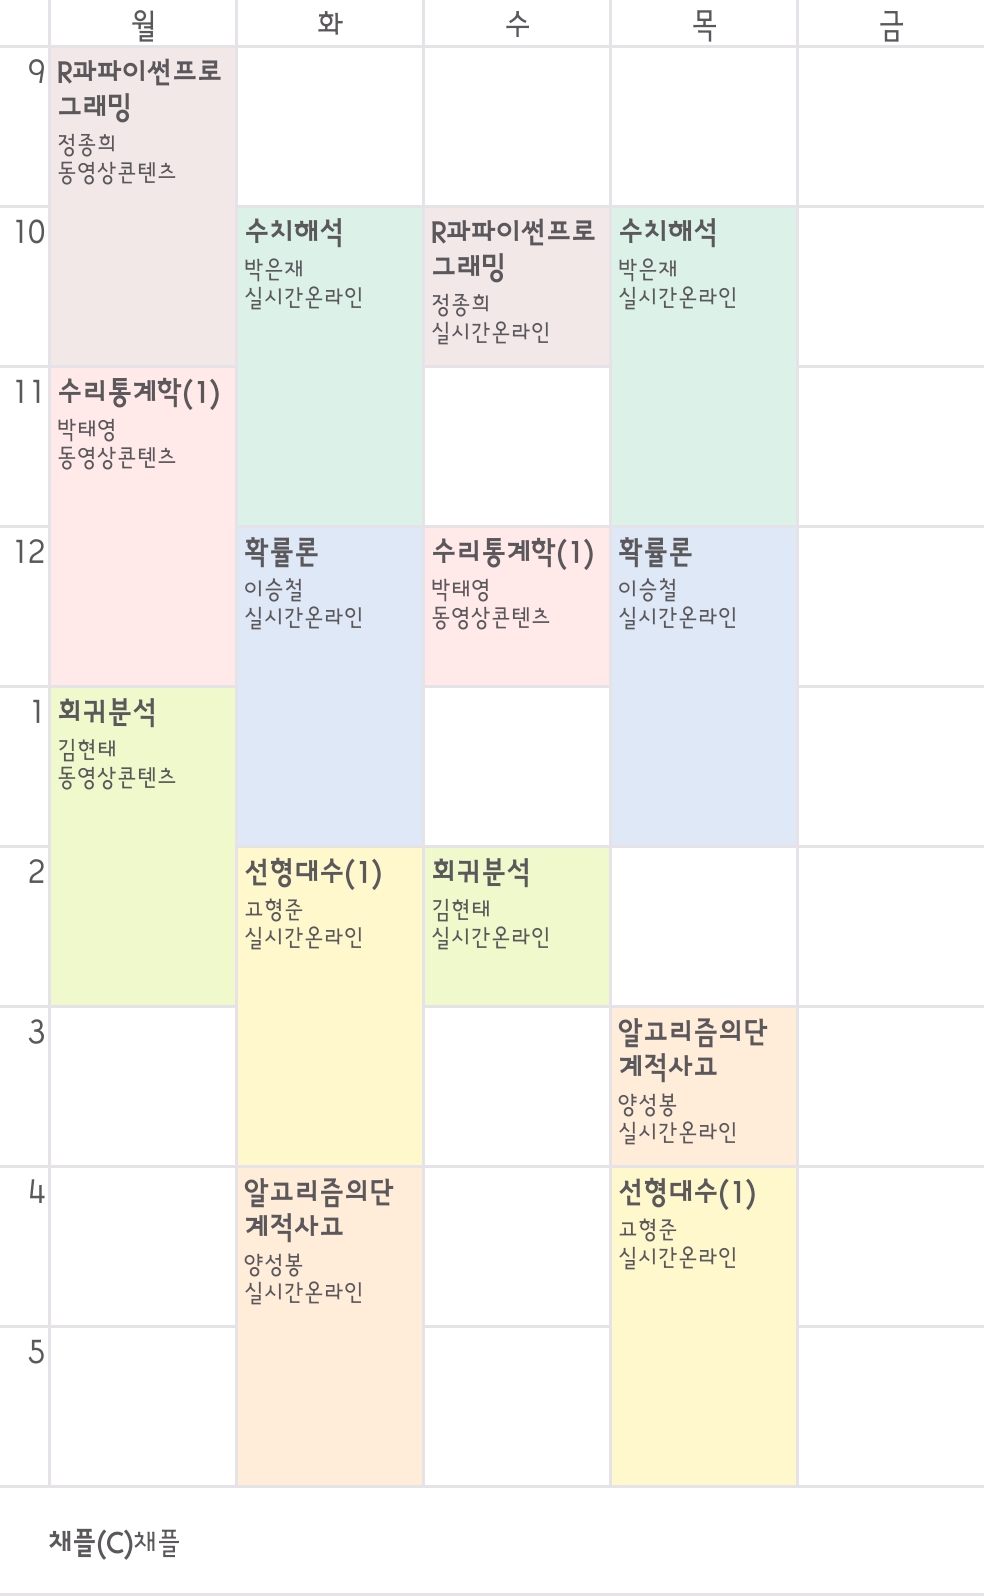 월
화
수
목
금
9
R과파이썬프로
그래밍
정종희
동영상콘텐츠
10
수치해석
박은재
실시간온라인
R과파이썬프로
그래밍
정종희
실시간온라인
수치해석
박은재
실시간온라인
11
수리통계학(1)
박태영
동영상콘텐츠
12
확률론
이승철
실시간온라인
수리통계학(1)
박태영
동영상콘텐츠
확률론
이승철
실시간온라인
1
회귀분석
김현태
동영상콘텐츠
2
선형대수(1)
고형준
실시간온라인
회귀분석
김현태
실시간온라인
3
알고리즘의단
계적사고
양성봉
실시간온라인
4
알고리즘의단
계적사고
양성봉
실시간온라인
선형대수(1)
고형준
실시간온라인
5
채플(C)채플